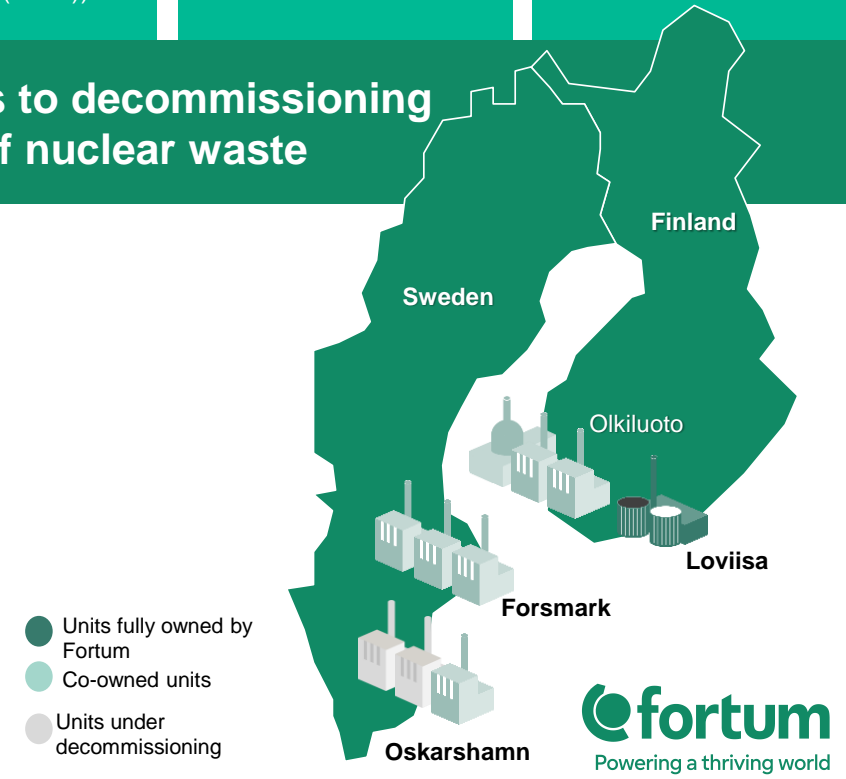 s to decommissioning
f nuclear waste
Finland
Sweden
Olkiluoto
Loviisa
Forsmark
Units fully owned by
Fortum
Co-owned units
Units under
decommissioning
Oskarshamn
fortum
Powering a thriving world